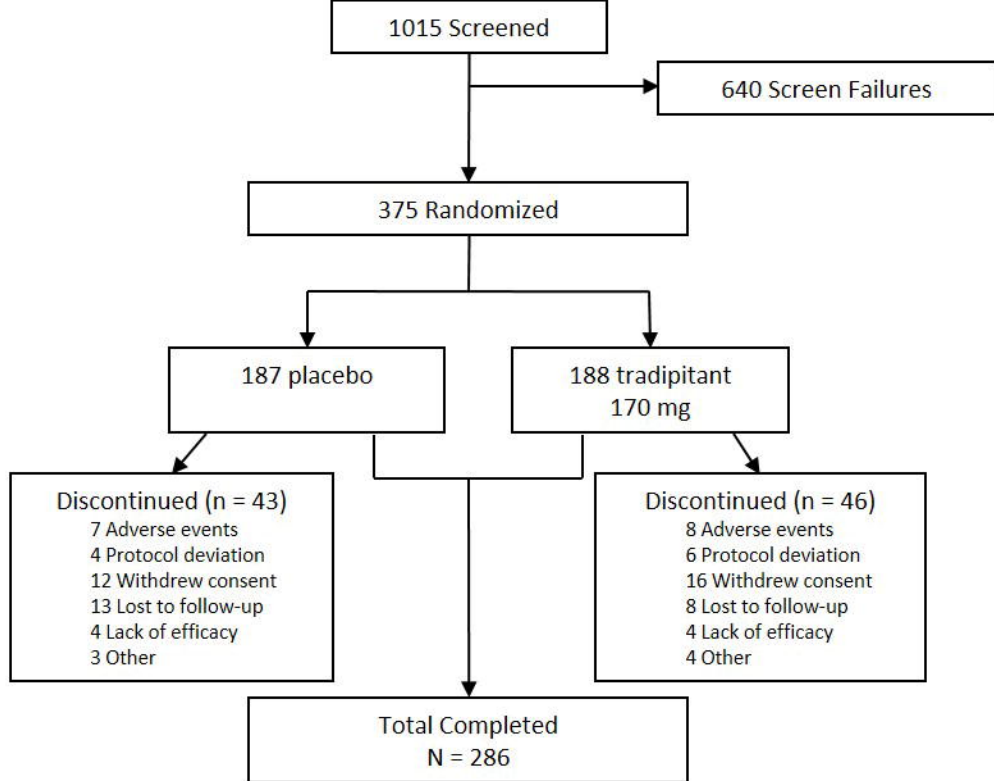 1015 Screened
640 Screen Failures
375 Randomized
187 placebo
188 tradipitant
170 mg
Discontinued (n = 43)
7 Adverse events
4 Protocol deviation
12 Withdrew consent
13 Lost to follow-up
4 Lack of efficacy
3 Other
Discontinued (n = 46)
8 Adverse events
6 Protocol deviation
16 Withdrew consent
8 Lost to follow-up
4 Lack of efficacy
4 Other
Total Completed
N = 286